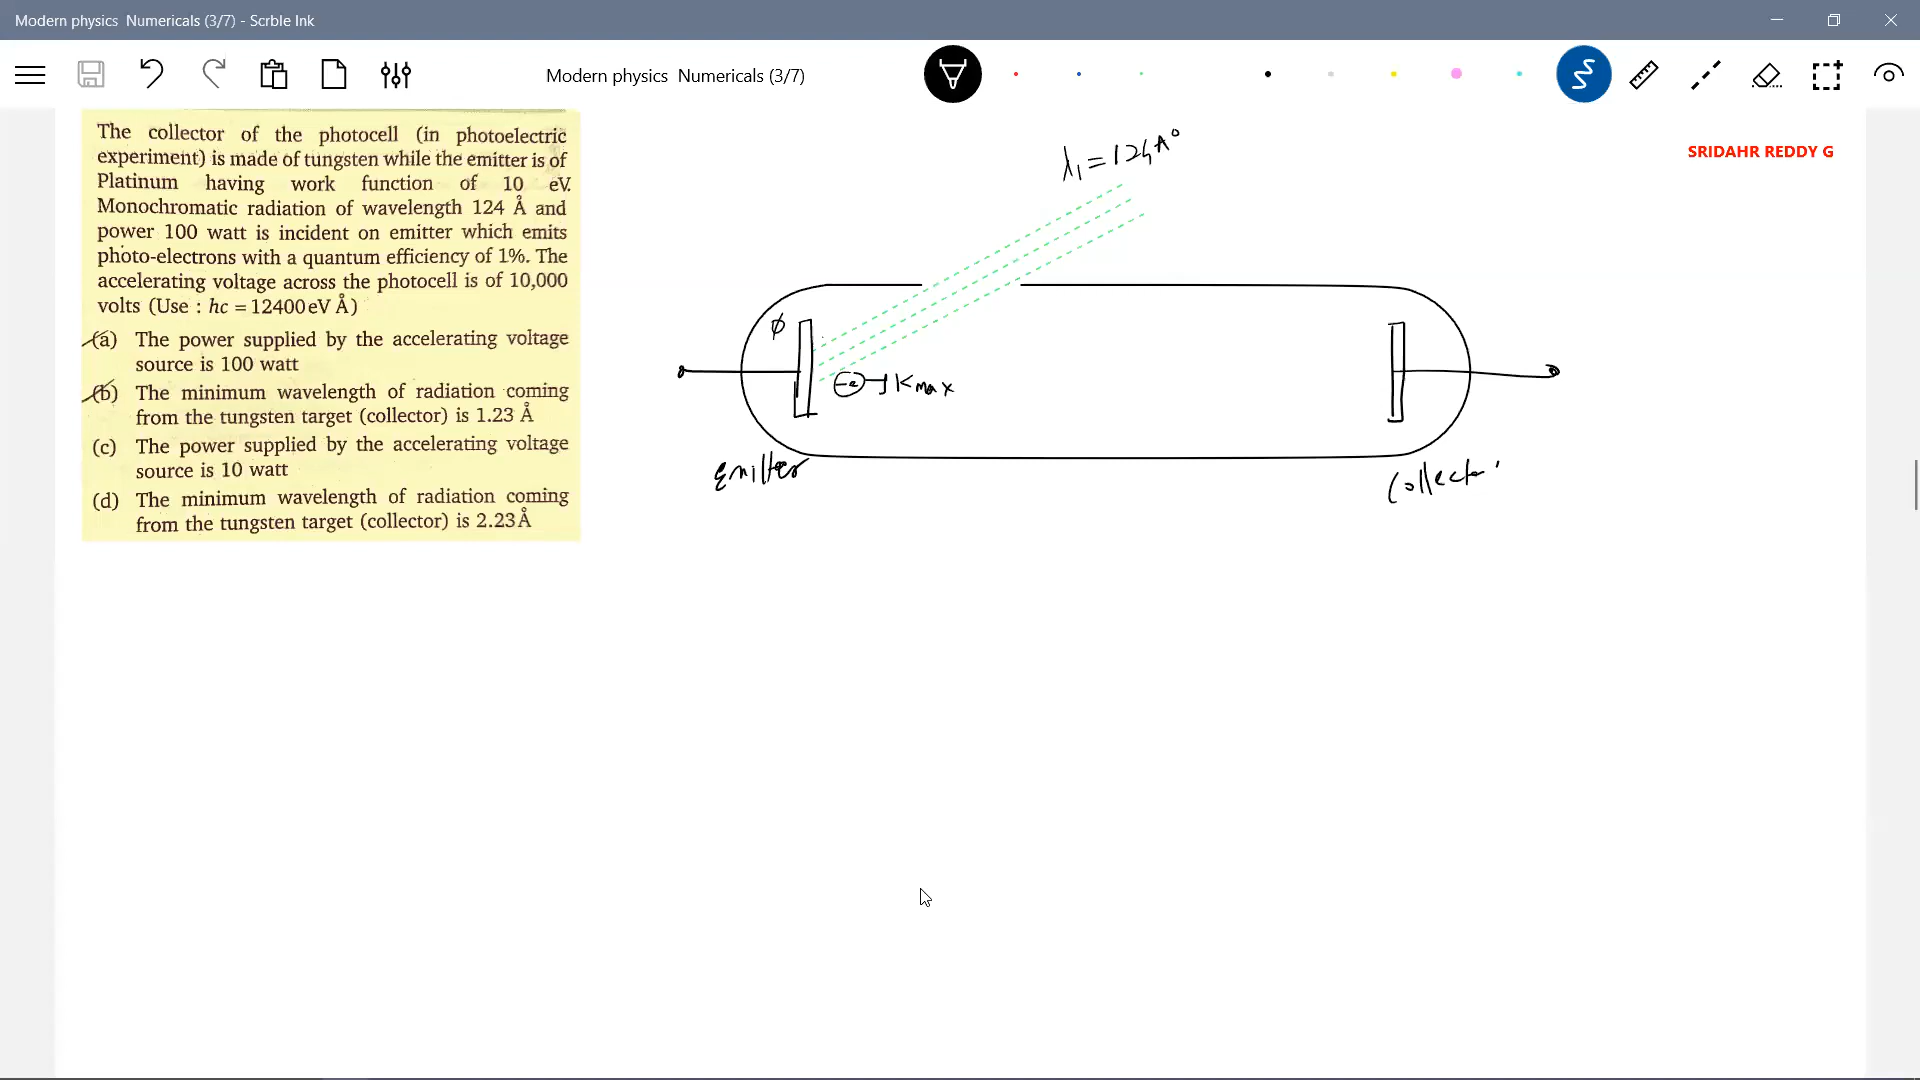 Modern physics Numericals (3/7) - Scrble Ink
Modern physics Numericals (3/7)
SRIDAHR REDDY G
The collector of the photocell (in photoelectric
experiment) is made of tungsten while the emitter is of
Platinum having work function of 10 eV.
Monochromatic radiation of wavelength 124 Å and
power 100 watt is incident on emitter which emits
photo-electrons with a quantum efficiency of 1%. The
accelerating voltage across the photocell is of 10,000
volts (Use : hc = 12400 eV Å)
(a) The power supplied by the accelerating voltage
source is 100 watt
(b) The minimum wavelength of radiation coming
from the tungsten target (collector) is 1.23 Å
(c) The power supplied by the accelerating voltage
source is 10 watt
(d) The minimum wavelength of radiation coming
from the tungsten target (collector) is 2.23 Å
λ₁ = 124 A°
ϕ
-e Kmax
Emitter
Collector